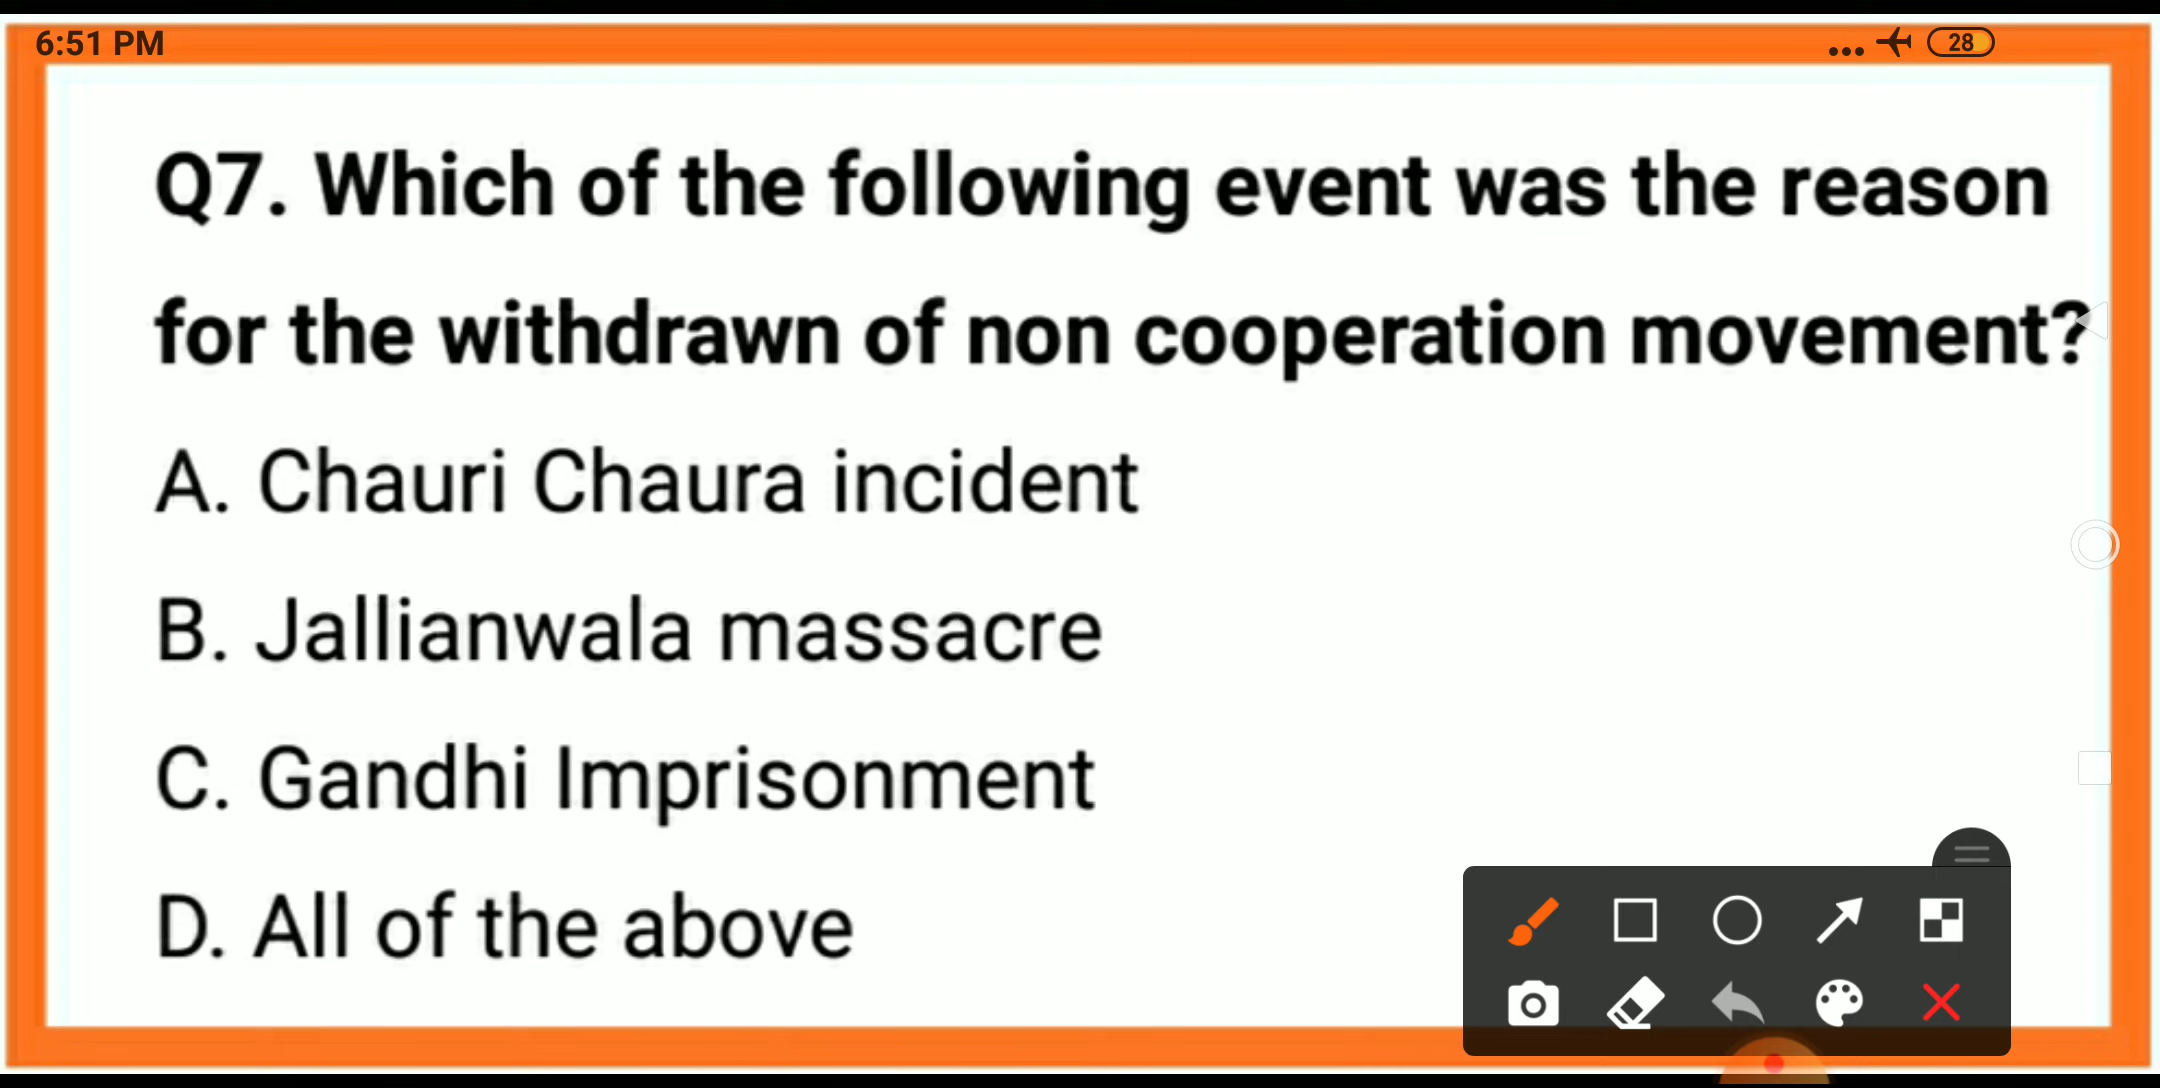 6:51 PM
28
Q7. Which of the following event was the reason
for the withdrawn of non cooperation movement?
A. Chauri Chaura incident
B. Jallianwala massacre
C. Gandhi Imprisonment
D. All of the above